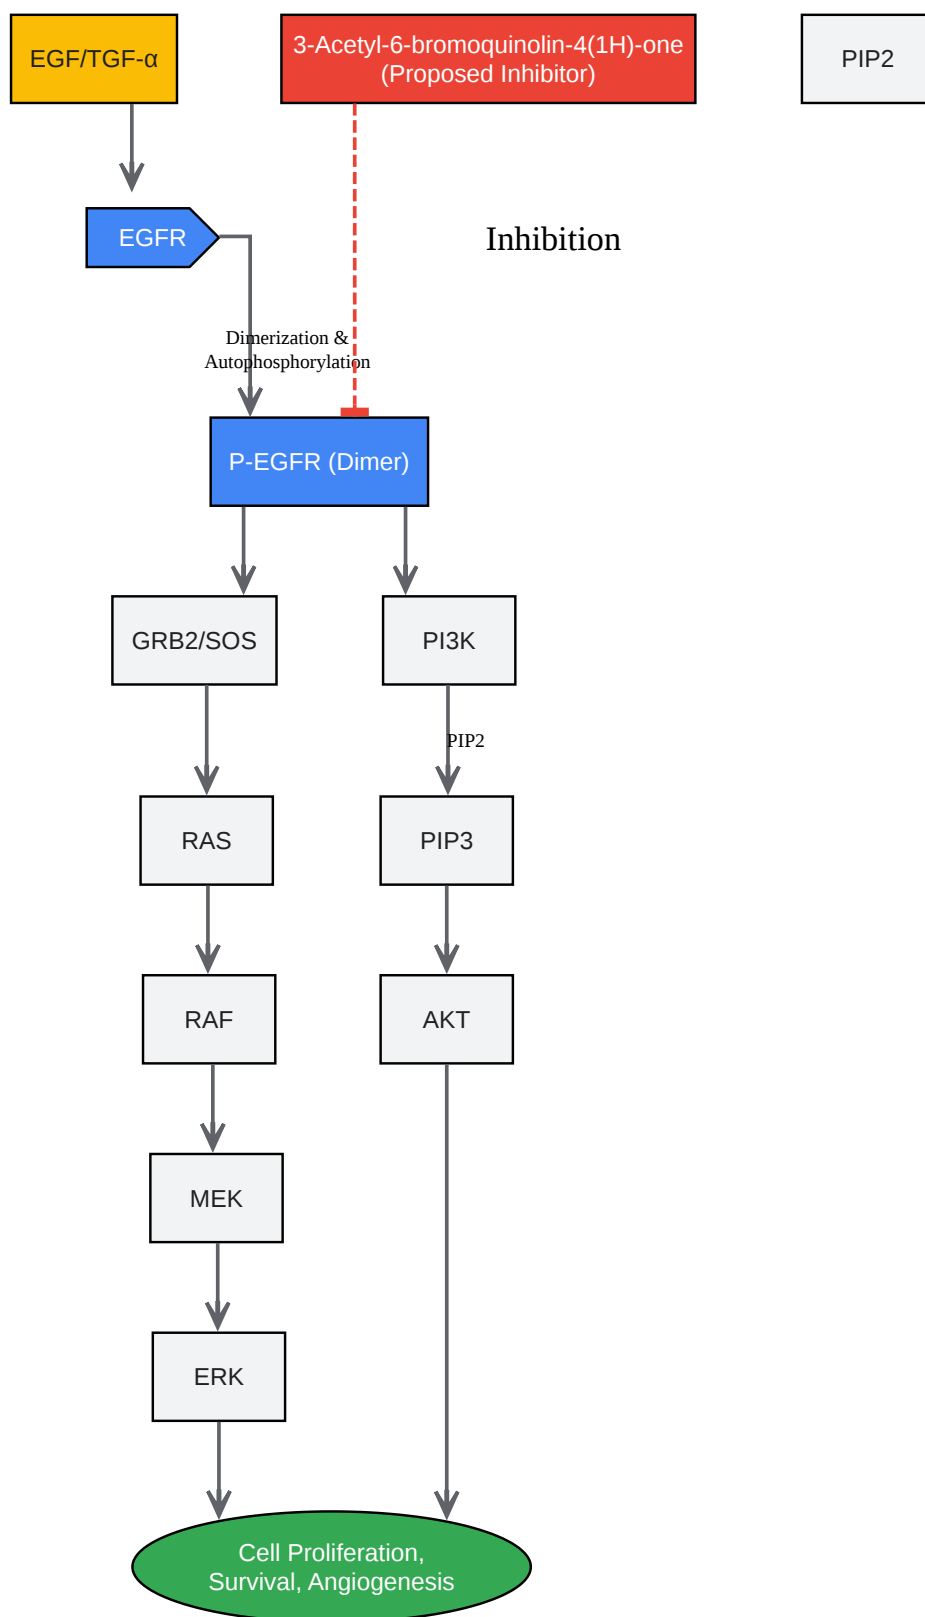 EGF/TGF-α
3-Acetyl-6-bromoquinolin-4(1H)-one
(Proposed Inhibitor)
PIP2
EGFR
Inhibition
Dimerization &
Autophosphorylation
P-EGFR (Dimer)
GRB2/SOS
PI3K
PIP2
RAS
PIP3
RAF
AKT
MEK
ERK
Cell Proliferation,
Survival, Angiogenesis